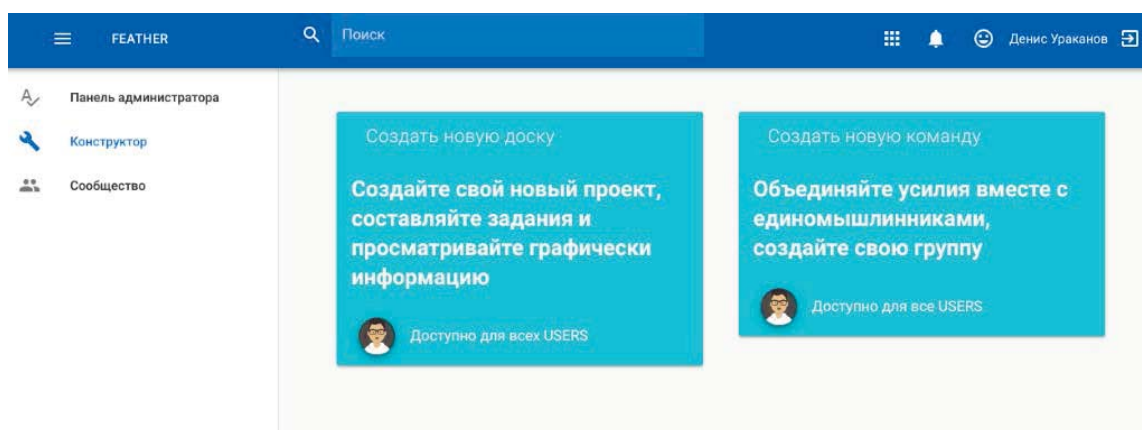 FEATHER
Поиск
Денис Ураканов
Панель администратора
Конструктор
Сообщество
Создать новую доску
Создайте свой новый проект,
составляйте задания и
просматривайте графически
информацию
Доступно для всех USERS
Создать новую команду
Объединяйте усилия вместе с
единомышлинниками,
создайте свою группу
Доступно для все USERS